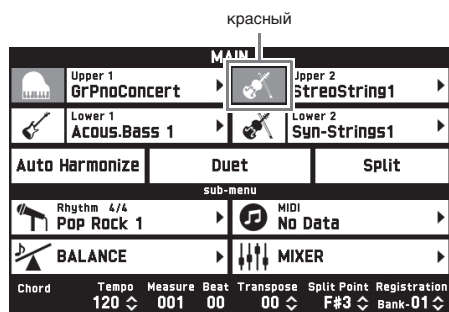 красный
MAIN
Upper 1
GrPnoConcert
Upper 2
StreoString1
Lower 1
Acous.Bass 1
Lower 2
Syn-Strings1
Auto Harmonize Duet Split
sub-menu
Rhythm 4/4
Pop Rock 1
MIDI
No Data
BALANCE MIXER
Chord Tempo Measure Beat Transpose Split Point Registration
120 001 00 00 F#3 Bank-01